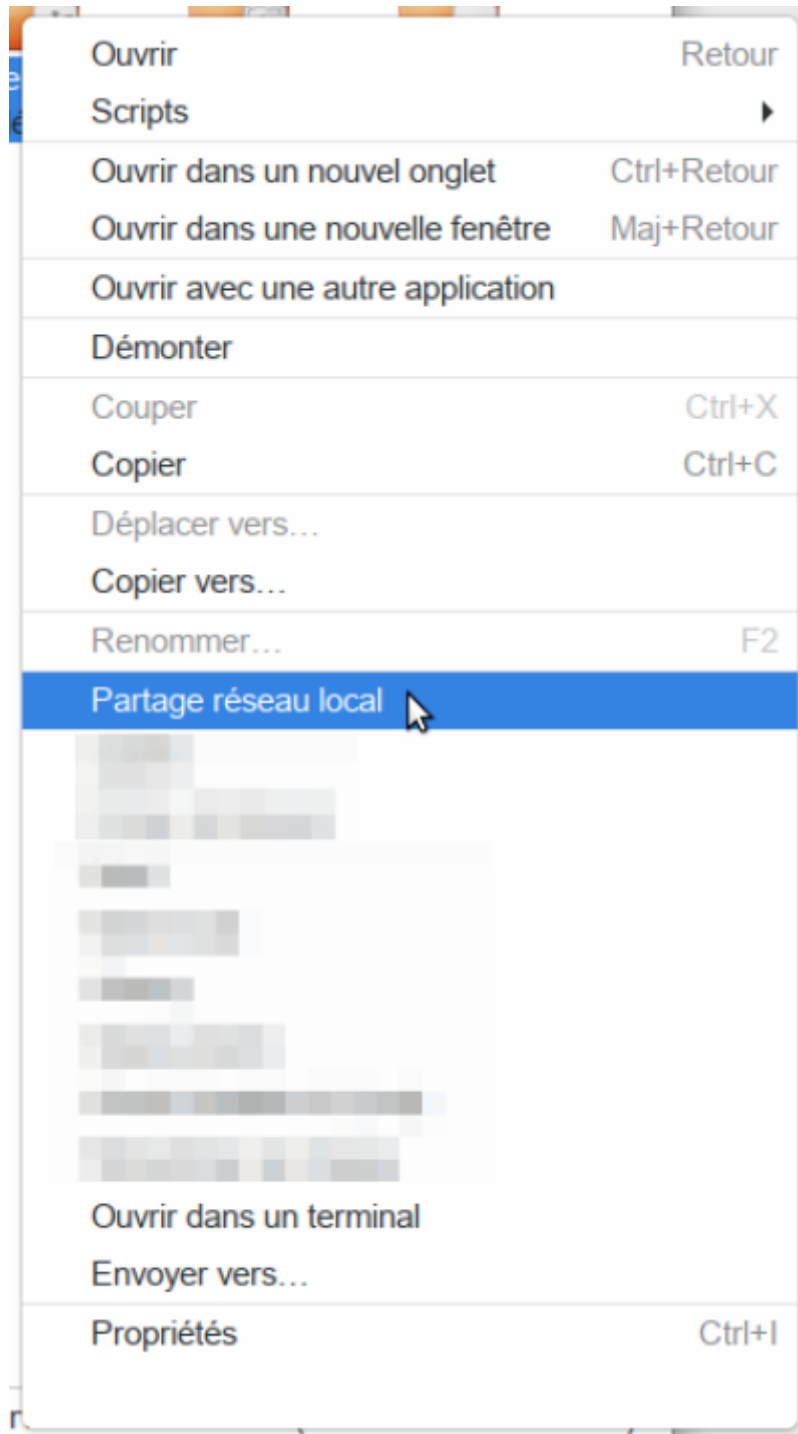 Ouvrir Retour
Scripts
Ouvrir dans un nouvel onglet Ctrl+Retour
Ouvrir dans une nouvelle fenêtre Maj+Retour
Ouvrir avec une autre application
Démonter
Couper Ctrl+X
Copier Ctrl+C
Déplacer vers…
Copier vers…
Renommer… F2
Partage réseau local
Ouvrir dans un terminal
Envoyer vers…
Propriétés Ctrl+I